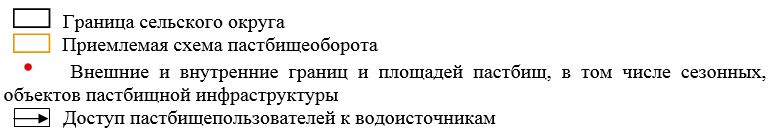 Граница сельского округа
Приемлемая схема пастбищеоборота
Внешние и внутренние границ и площадей пастбищ, в том числе сезонных,
объектов пастбищной инфраструктуры
Доступ пастбищепользователей к водоисточникам